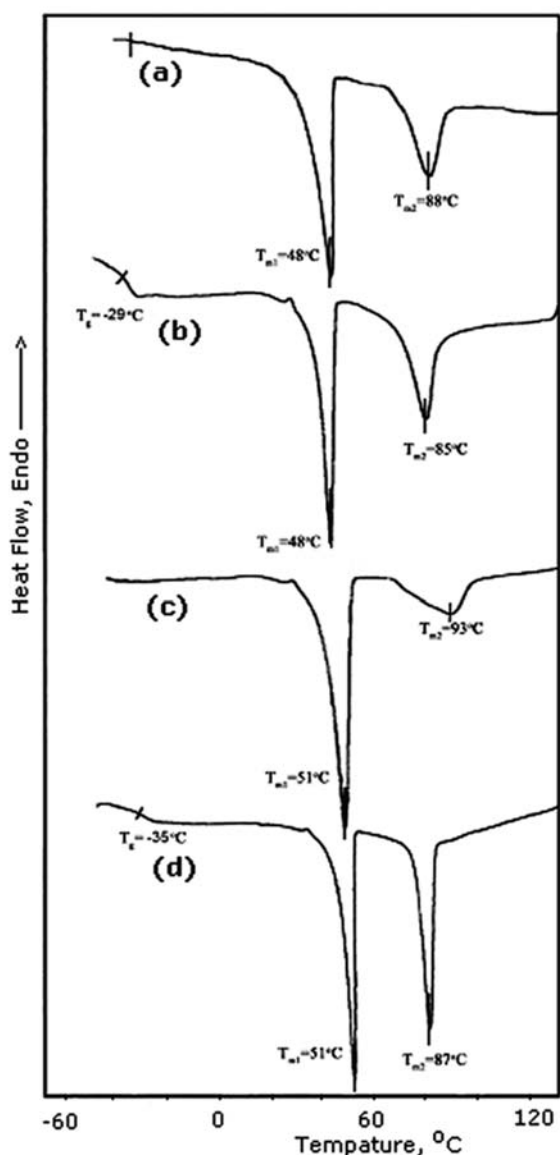 (a)
Tm2=88°C
Tm1=48°C
Tg=-29°C
(b)
Tm2=85°C
Tm1=48°C
Heat Flow, Endo
(c)
Tm2=93°C
Tm1=51°C
Tg=-35°C
(d)
Tm1=51°C
Tm2=87°C
-60 0 60 120
Tempature, °C